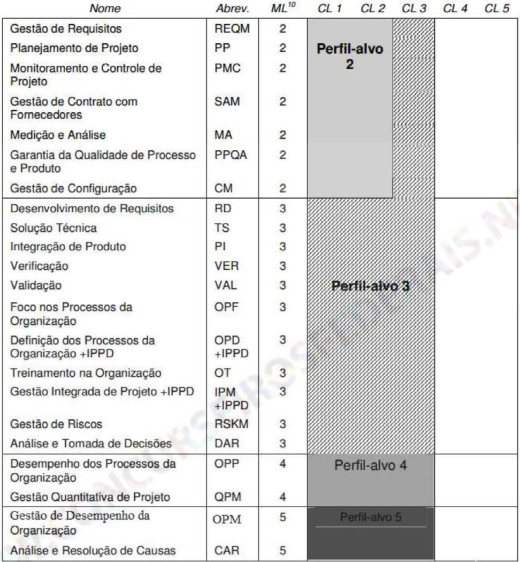 Nome Abrev. ML10 CL 1 CL 2 CL 3 CL 4 CL 5
Gestão de Requisitos REQM 2
Planejamento de Projeto PP 2 Perfil-alvo
2
Monitoramento e Controle de PMC 2
Projeto
Gestão de Contrato com SAM 2
Fornecedores
Medição e Análise MA 2
Garantia da Qualidade de Processo PPQA 2
e Produto
Gestão de Configuração CM 2
Desenvolvimento de Requisitos RD 3
Solução Técnica TS 3
Integração de Produto PI 3
Verificação VER 3
Validação VAL 3 Perfil-alvo 3
Foco nos Processos da OPF 3
Organização
Definição dos Processos da OPD 3
Organização +IPPD +IPPD
Treinamento na Organização OT 3
Gestão Integrada de Projeto +IPPD IPM 3
+IPPD
Gestão de Riscos RSKM 3
Análise e Tomada de Decisões DAR 3
Desempenho dos Processos da OPP 4 Perfil-alvo 4
Organização
Gestão Quantitativa de Projeto QPM 4
Gestão de Desempenho da OPM 5 Perfil-alvo 5
Organização
Análise e Resolução de Causas CAR 5